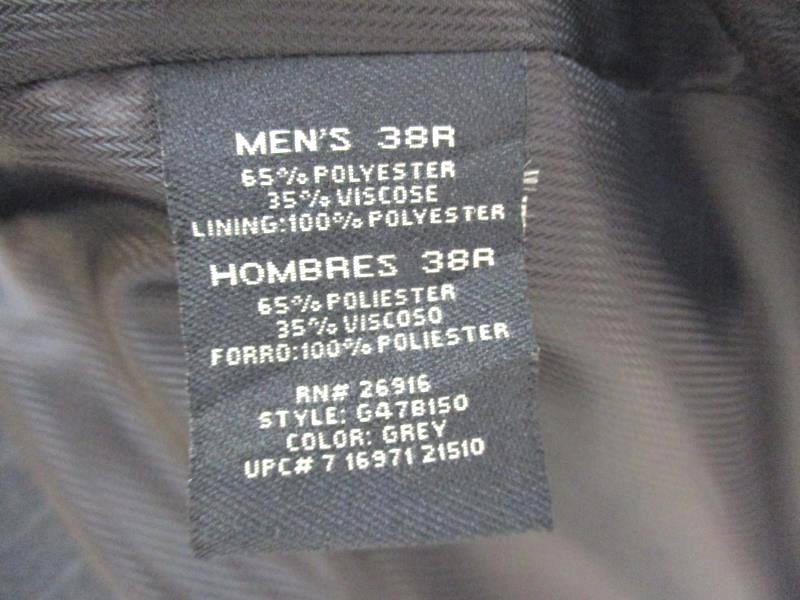 MEN'S 38R
65% POLYESTER
35% VISCOSE
LINING:100% POLYESTER
HOMBRES 38R
65% POLIESTER
35% VISCOSO
FORRO:100% POLIESTER
RN# 26916
STYLE: G47B150
COLOR: GREY
UPC# 7 16971 21510